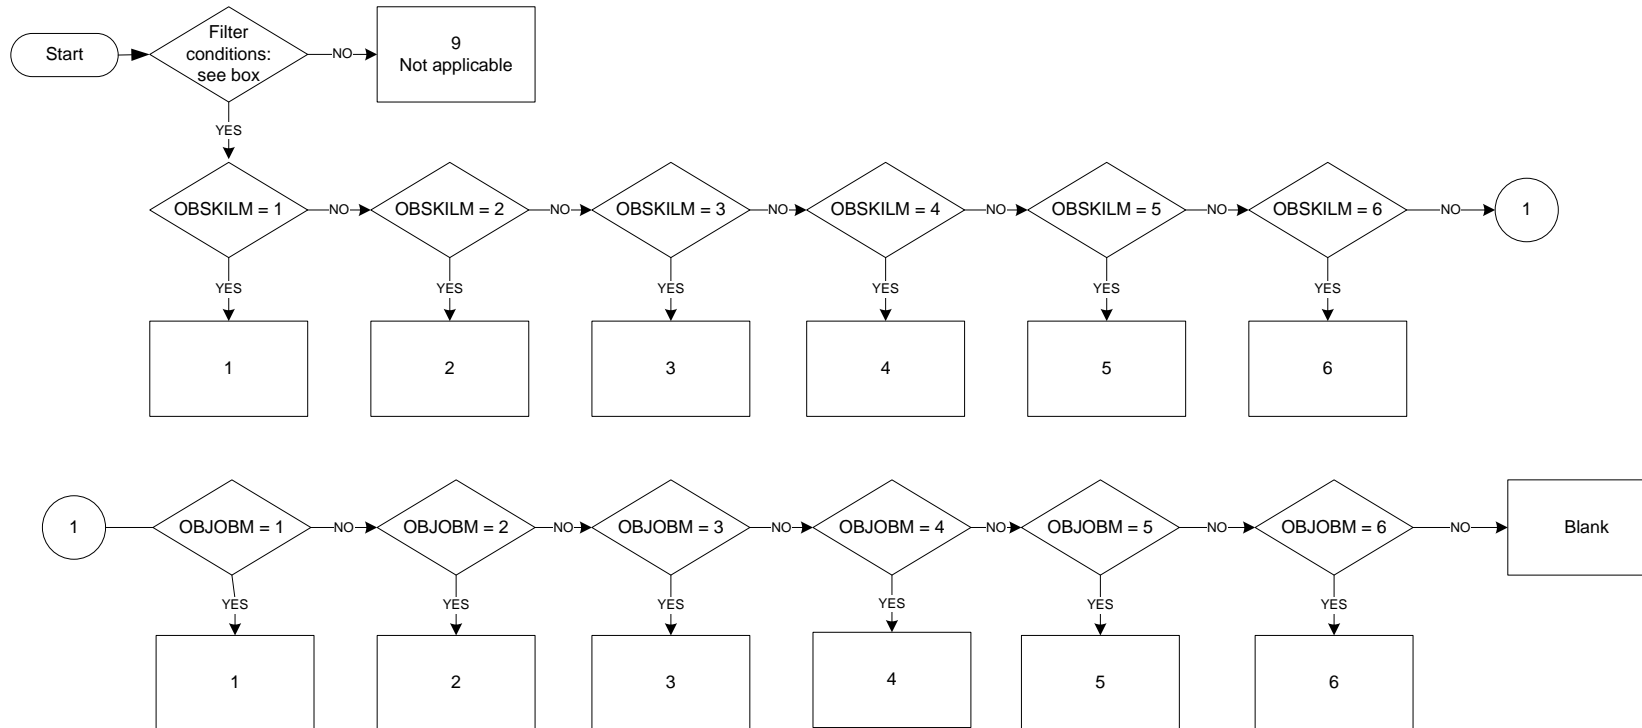 Start
Filter
conditions:
see box
NO
9
Not applicable
YES
OBSKILM = 1
NO
OBSKILM = 2
NO
OBSKILM = 3
NO
OBSKILM = 4
NO
OBSKILM = 5
NO
OBSKILM = 6
NO
1
YES
YES
YES
YES
YES
YES
1
2
3
4
5
6
1
OBJOBM = 1
NO
OBJOBM = 2
NO
OBJOBM = 3
NO
OBJOBM = 4
NO
OBJOBM = 5
NO
OBJOBM = 6
NO
Blank
YES
YES
YES
YES
YES
YES
1
2
3
4
5
6